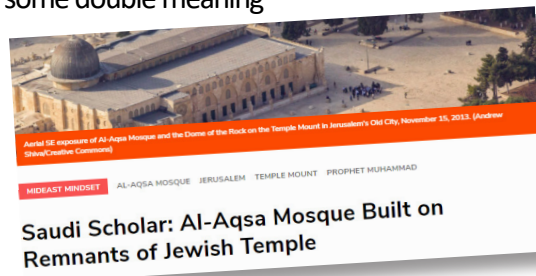 some double meaning
Aerial SE exposure of Al-Aqsa Mosque and the Dome of the Rock on the Temple Mount in Jerusalem's Old City, November 15, 2013. (Andrew
Shiva/Creative Commons)
MIDEAST MINDSET AL-AQSA MOSQUE JERUSALEM TEMPLE MOUNT PROPHET MUHAMMAD
Saudi Scholar: Al-Aqsa Mosque Built on
Remnants of Jewish Temple